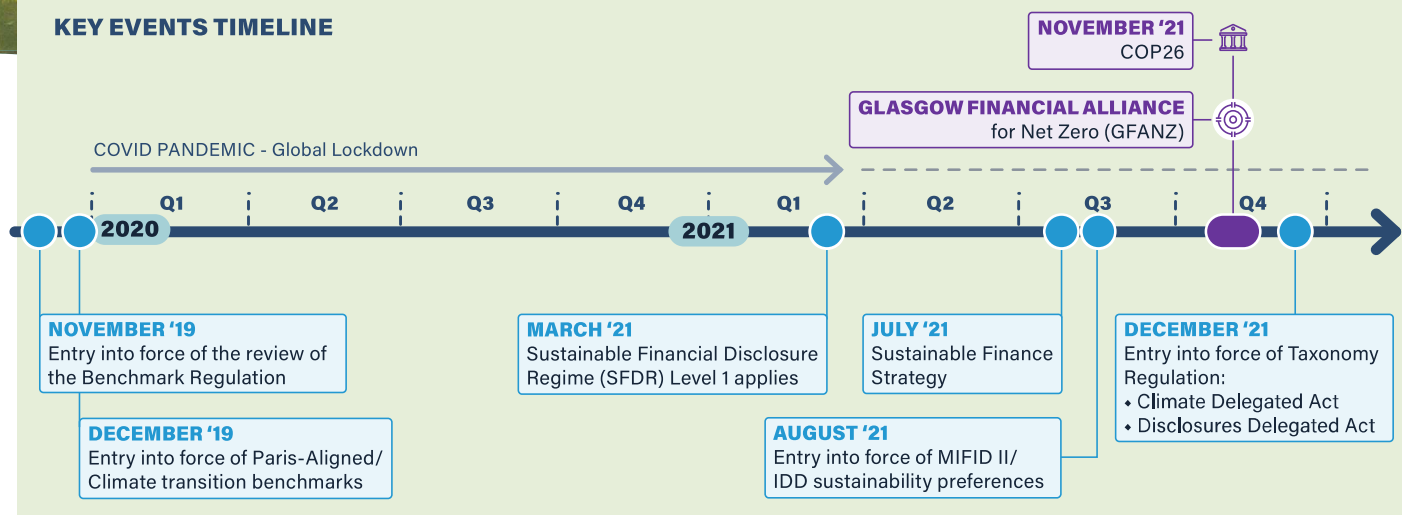 KEY EVENTS TIMELINE
NOVEMBER ‘21
COP26
GLASGOW FINANCIAL ALLIANCE
for Net Zero (GFANZ)
COVID PANDEMIC - Global Lockdown
Q1
Q2
Q3
Q4
Q1
Q2
Q3
Q4
2020
2021
NOVEMBER ‘19
Entry into force of the review of
the Benchmark Regulation
DECEMBER ‘19
Entry into force of Paris-Aligned/
Climate transition benchmarks
MARCH ‘21
Sustainable Financial Disclosure
Regime (SFDR) Level 1 applies
JULY ‘21
Sustainable Finance
Strategy
AUGUST ‘21
Entry into force of MIFID II/
IDD sustainability preferences
DECEMBER ‘21
Entry into force of Taxonomy
Regulation:
• Climate Delegated Act
• Disclosures Delegated Act